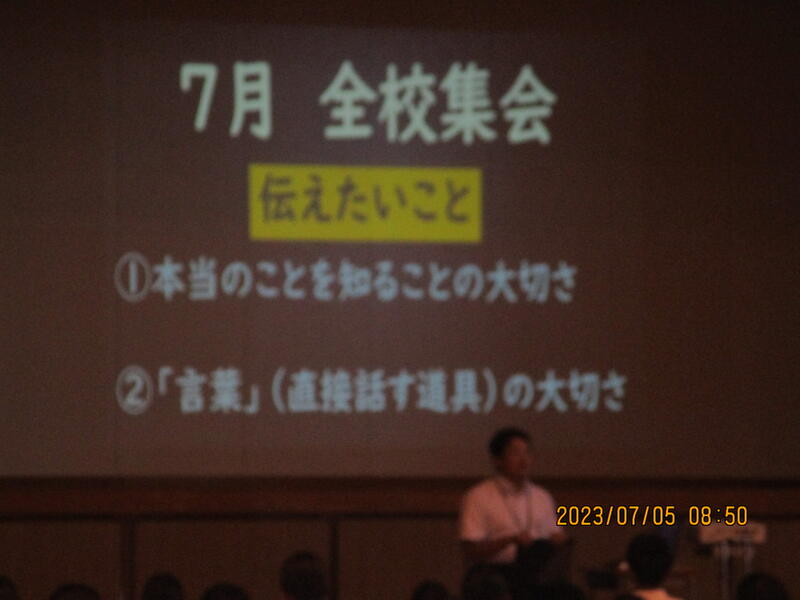 7月 全校集会
伝えたいこと
①本当のことを知ることの大切さ
②「言葉」(直接話す道具)の大切さ
2023/07/05 08:50